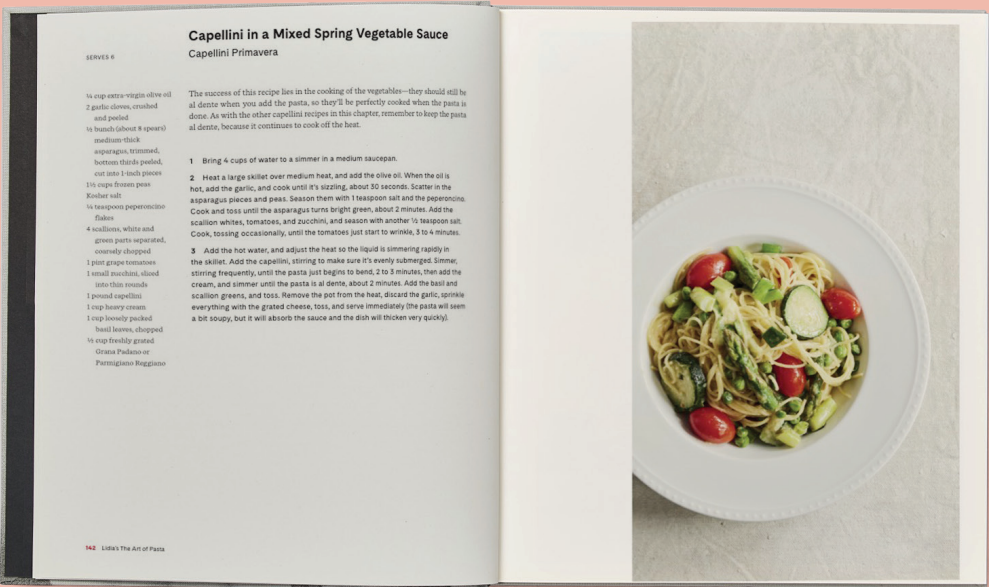 Capellini in a Mixed Spring Vegetable Sauce
Capellini Primavera
SERVES 6
¼ cup extra-virgin olive oil
2 garlic cloves, crushed
and peeled
½ bunch (about 8 spears)
medium-thick
asparagus, trimmed,
bottom thirds peeled,
cut into 1-inch pieces
1½ cups frozen peas
Kosher salt
¼ teaspoon peperoncino
flakes
4 scallions, white and
green parts separated,
coarsely chopped
1 pint grape tomatoes
1 small zucchini, sliced
into thin rounds
1 pound capellini
1 cup heavy cream
1 cup loosely packed
basil leaves, chopped
½ cup freshly grated
Grana Padano or
Parmigiano Reggiano
The success of this recipe lies in the cooking of the vegetables—they should still be
al dente when you add the pasta, so they'll be perfectly cooked when the pasta is
done. As with the other capellini recipes in this chapter, remember to keep the pasta
al dente, because it continues to cook off the heat.
1 Bring 4 cups of water to a simmer in a medium saucepan.
2 Heat a large skillet over medium heat, and add the olive oil. When the oil is
hot, add the garlic, and cook until it's sizzling, about 30 seconds. Scatter in the
asparagus pieces and peas. Season them with 1 teaspoon salt and the peperoncino.
Cook and toss until the asparagus turns bright green, about 2 minutes. Add the
scallion whites, tomatoes, and zucchini, and season with another ½ teaspoon salt.
Cook, tossing occasionally, until the tomatoes just start to wrinkle, 3 to 4 minutes.
3 Add the hot water, and adjust the heat so the liquid is simmering rapidly in
the skillet. Add the capellini, stirring to make sure it's evenly submerged. Simmer,
stirring frequently, until the pasta just begins to bend, 2 to 3 minutes, then add the
cream, and simmer until the pasta is al dente, about 2 minutes. Add the basil and
scallion greens, and toss. Remove the pot from the heat, discard the garlic, sprinkle
everything with the grated cheese, toss, and serve immediately (the pasta will seem
a bit soupy, but it will absorb the sauce and the dish will thicken very quickly).
142 Lidia's The Art of Pasta